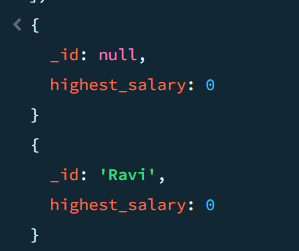 < {
_id: null,
highest_salary: 0
}
{
_id: 'Ravi',
highest_salary: 0
}